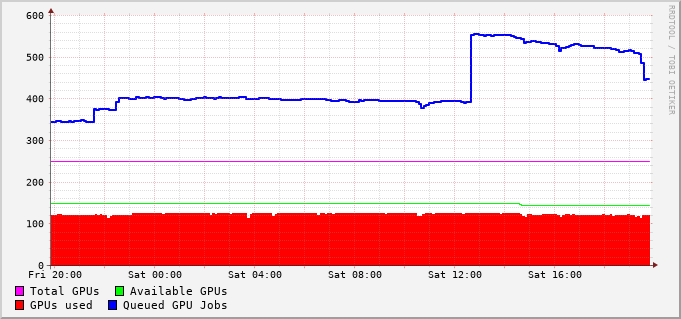 600
500
400
300
200
100
0
Fri 20:00 Sat 00:00 Sat 04:00 Sat 08:00 Sat 12:00 Sat 16:00
Total GPUs Available GPUs
GPUs used Queued GPU Jobs
RRDTOOL / TOBI OETIKER